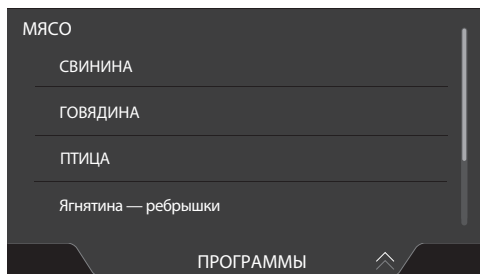 МЯСО
СВИНИНА
ГОВЯДИНА
ПТИЦА
Ягнятина — ребрышки
ПРОГРАММЫ